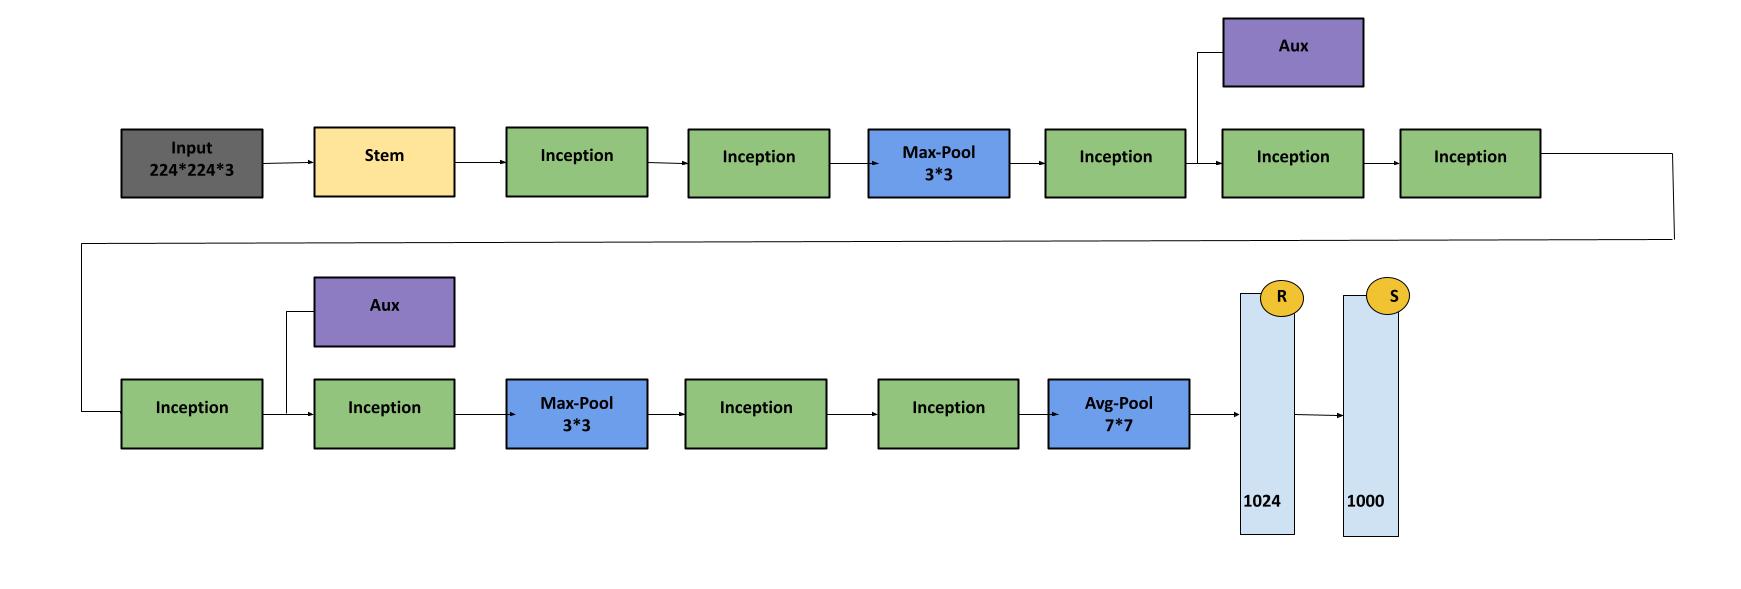 Aux
Input
224*224*3
Stem
Inception
Inception
Max-Pool
3*3
Inception
Inception
Inception
Aux
R
S
Inception
Inception
Max-Pool
3*3
Inception
Inception
Avg-Pool
7*7
1024
1000